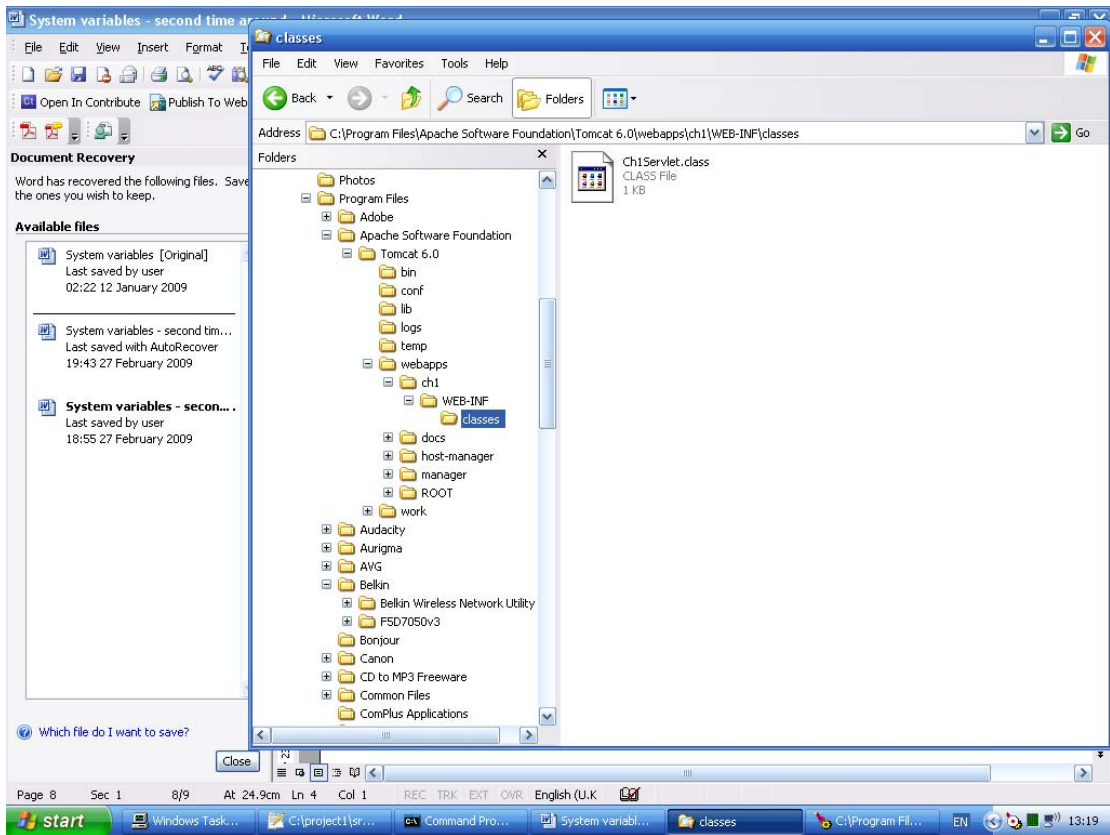 System variables - second time around - Microsoft Word
File Edit View Insert Format
Open In Contribute Publish To Web
Document Recovery
Word has recovered the following files. Save
the ones you wish to keep.
Available files
System variables [Original]
Last saved by user
02:22 12 January 2009
System variables - second tim...
Last saved with AutoRecover
19:43 27 February 2009
System variables - secon... .
Last saved by user
18:55 27 February 2009
Which file do I want to save?
Close
classes
File Edit View Favorites Tools Help
Back Search Folders
Address C:\Program Files\Apache Software Foundation\Tomcat 6.0\webapps\ch1\WEB-INF\classes Go
Folders
Photos
Program Files
Adobe
Apache Software Foundation
Tomcat 6.0
bin
conf
lib
logs
temp
webapps
ch1
WEB-INF
classes
docs
host-manager
manager
ROOT
work
Audacity
Aurigma
AVG
Belkin
Belkin Wireless Network Utility
F5D7050v3
Bonjour
Canon
CD to MP3 Freeware
Common Files
ComPlus Applications
Ch1Servlet.class
CLASS File
1 KB
Page 8 Sec 1 8/9 At 24.9cm Ln 4 Col 1 REC TRK EXT OVR English (U.K
start Windows Task... C:\project1\sr... Command Pro... System variabl... classes C:\Program Fil... EN 13:19